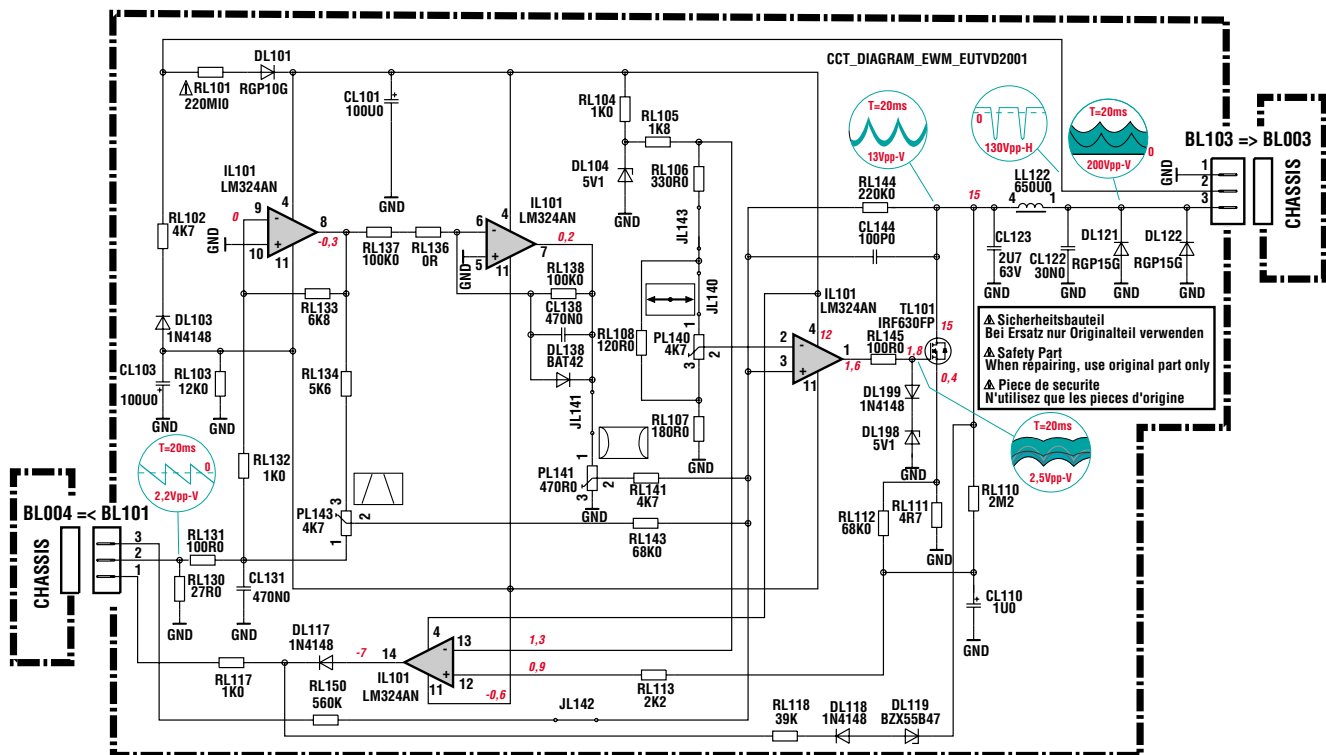 CCT_DIAGRAM_EWM_EUTVD2001
DL101
RGP10G
⚠ RL101
220MI0
CL101
100U0
GND
RL104
1K0
RL105
1K8
DL104
5V1
GND
RL106
330R0
JL143
T=20ms
13Vpp-V
0
130Vpp-H
T=20ms
0
200Vpp-V
BL103 => BL003
CHASSIS
GND
1
2
3
IL101
LM324AN
0
9
10
4
8
11
-0,3
GND
RL102
4K7
RL137
100K0
RL136
0R
IL101
LM324AN
6
5
4
7
11
0,2
GND
RL144
220K0
CL144
100P0
15
LL122
650U0
4
1
CL123
2U7
63V
GND
CL122
30N0
GND
DL121
RGP15G
GND
DL122
RGP15G
GND
RL133
6K8
RL138
100K0
CL138
470N0
DL138
BAT42
JL141
JL140
RL108
120R0
PL140
4K7
1
2
3
IL101
LM324AN
12
4
2
3
1
11
1,6
RL145
100R0
1,8
TL101
IRF630FP
15
0,4
DL103
1N4148
CL103
100U0
GND
RL103
12K0
GND
RL134
5K6
RL107
180R0
GND
DL199
1N4148
DL198
5V1
GND
⚠ Sicherheitsbauteil
Bei Ersatz nur Originalteil verwenden
⚠ Safety Part
When repairing, use original part only
⚠ Piece de securite
N'utilisez que les pieces d'origine
T=20ms
0
2,2Vpp-V
RL132
1K0
PL143
4K7
3
2
1
PL141
470R0
1
3
2
GND
RL141
4K7
RL143
68K0
T=20ms
2,5Vpp-V
RL112
68K0
RL111
4R7
GND
RL110
2M2
BL004 =< BL101
CHASSIS
3
2
1
RL131
100R0
RL130
27R0
GND
CL131
470N0
GND
CL110
1U0
GND
DL117
1N4148
-7
14
4
13
12
11
IL101
LM324AN
1,3
0,9
-0,6
RL117
1K0
RL150
560K
JL142
RL113
2K2
RL118
39K
DL118
1N4148
DL119
BZX55B47